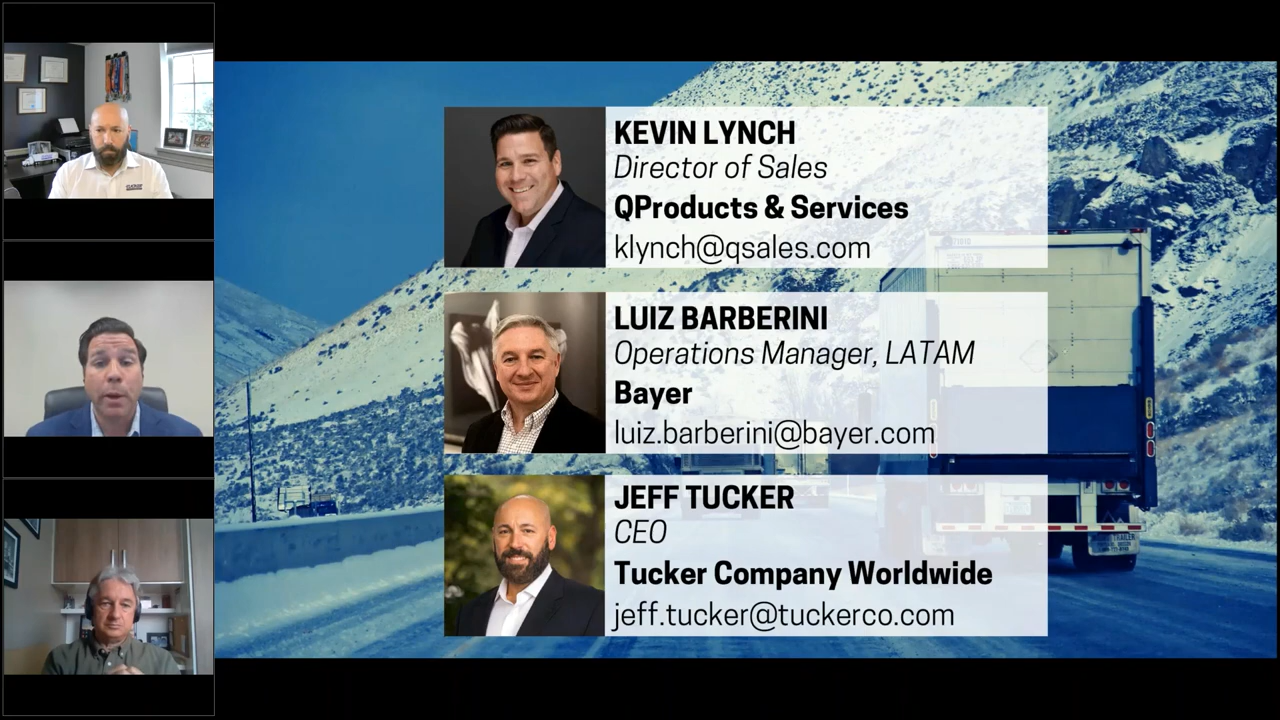 KEVIN LYNCH
Director of Sales
QProducts & Services
klynch@qsales.com
LUIZ BARBERINI
Operations Manager, LATAM
Bayer
luiz.barberini@bayer.com
JEFF TUCKER
CEO
Tucker Company Worldwide
jeff.tucker@tuckerco.com
TUCKER